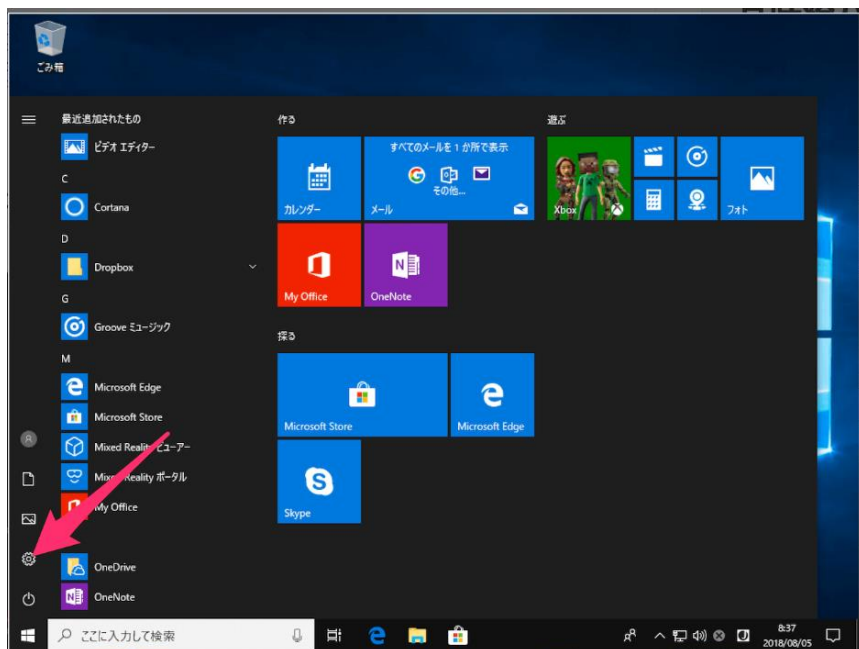 ごみ箱
最近追加されたもの
ビデオ エディター
C
Cortana
D
Dropbox
G
Groove ミュージック
M
Microsoft Edge
Microsoft Store
Mixed Reality ビューアー
Mixed Reality ポータル
My Office
OneDrive
OneNote
作る
カレンダー
すべてのメールを 1 か所で表示
その他...
メール
My Office
OneNote
探る
Microsoft Store
Microsoft Edge
Skype
遊ぶ
Xbox
フォト
ここに入力して検索
8:37
2018/08/05